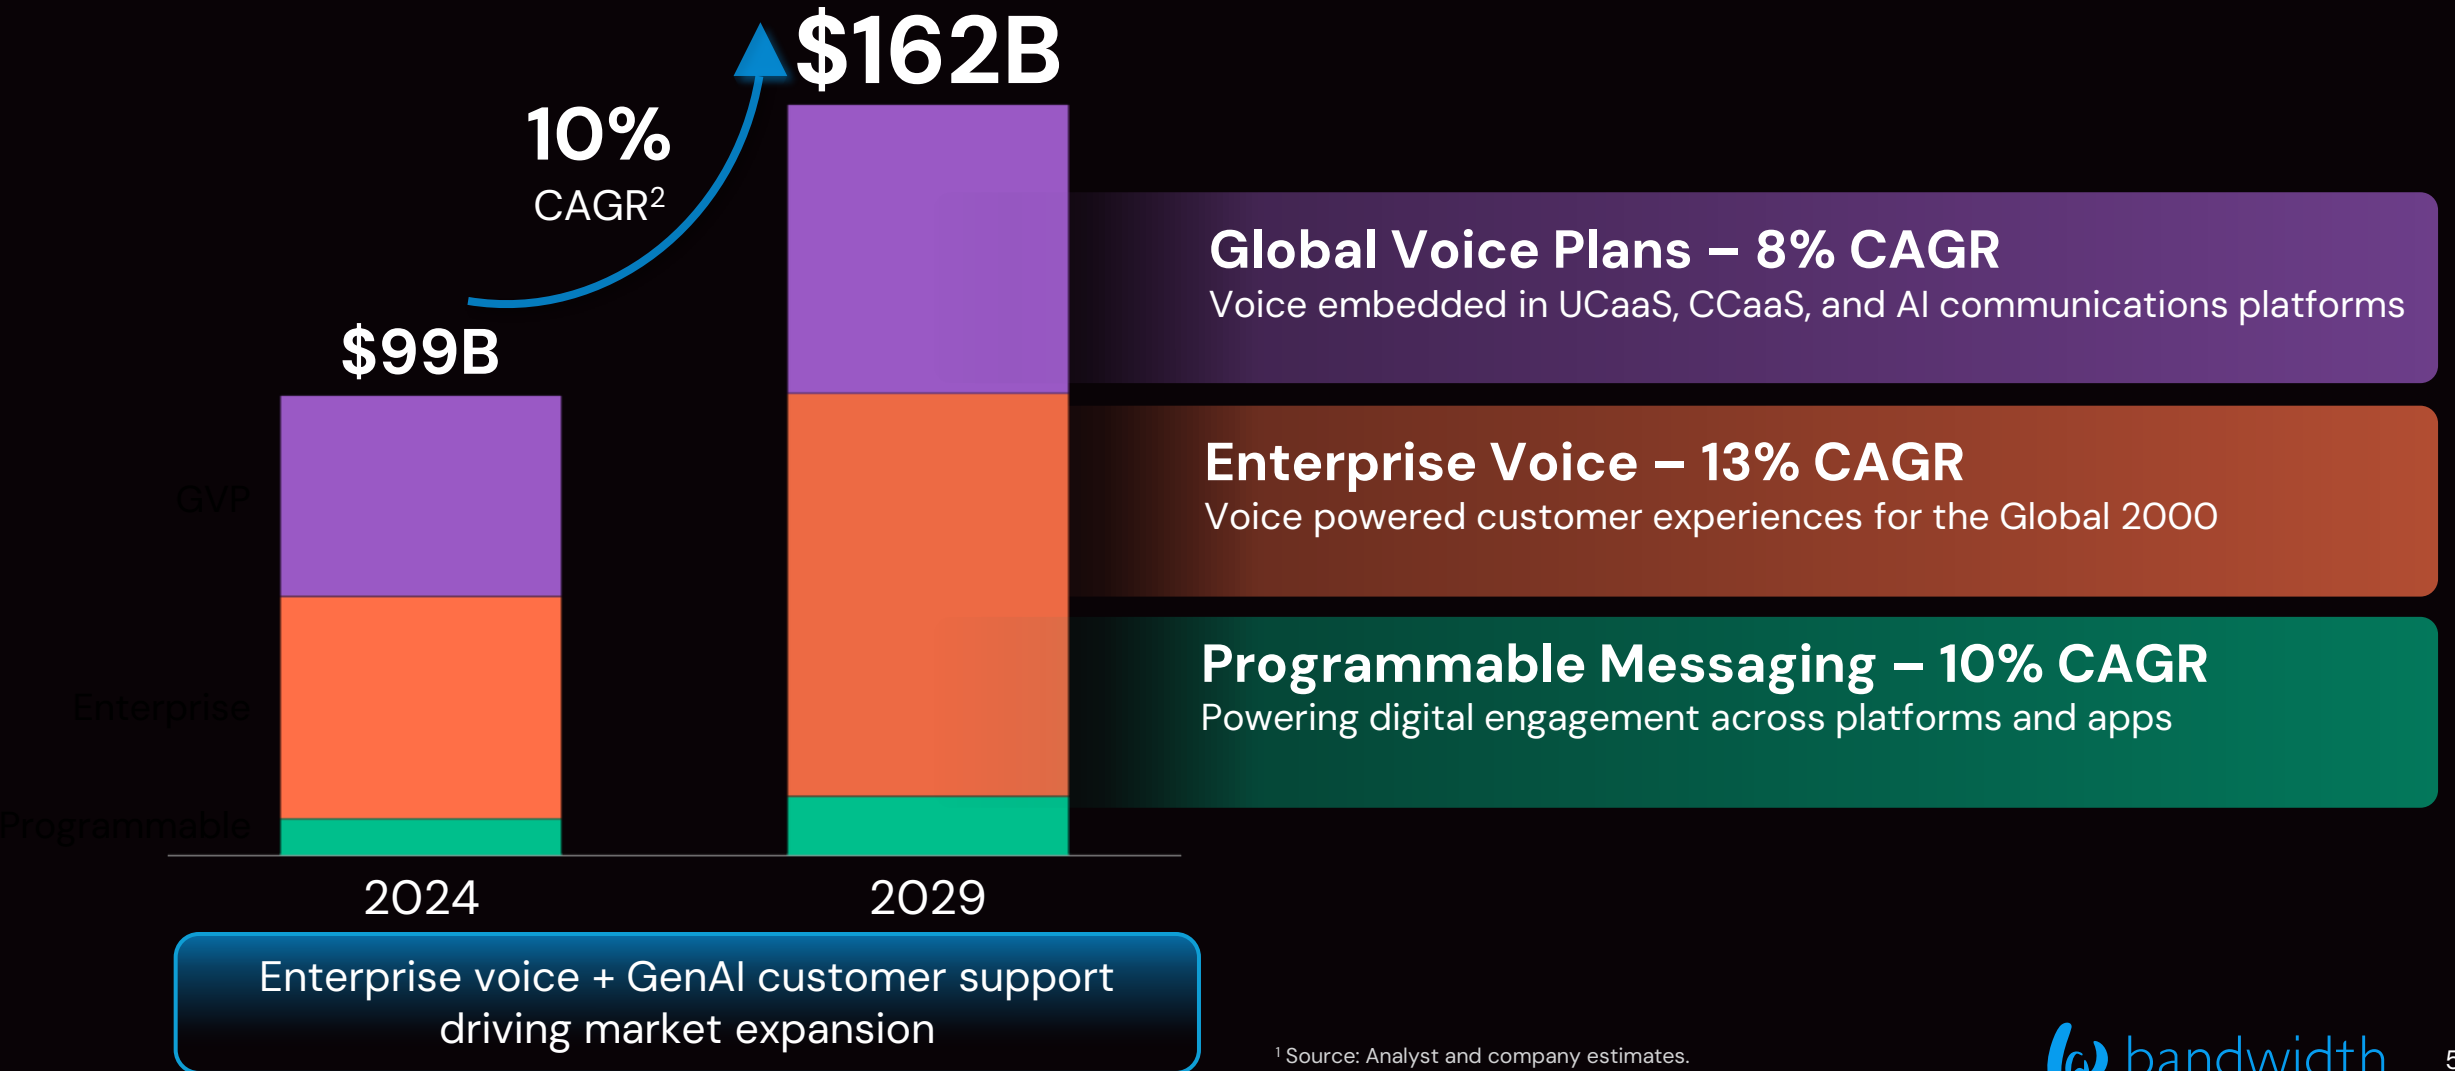 $162B
10%
CAGR²
$99B
Global Voice Plans – 8% CAGR
Voice embedded in UCaaS, CCaaS, and AI communications platforms
GVP
Enterprise Voice – 13% CAGR
Voice powered customer experiences for the Global 2000
Enterprise
Programmable Messaging – 10% CAGR
Powering digital engagement across platforms and apps
Programmable
2024
2029
Enterprise voice + GenAI customer support
driving market expansion
¹ Source: Analyst and company estimates.
bandwidth
5